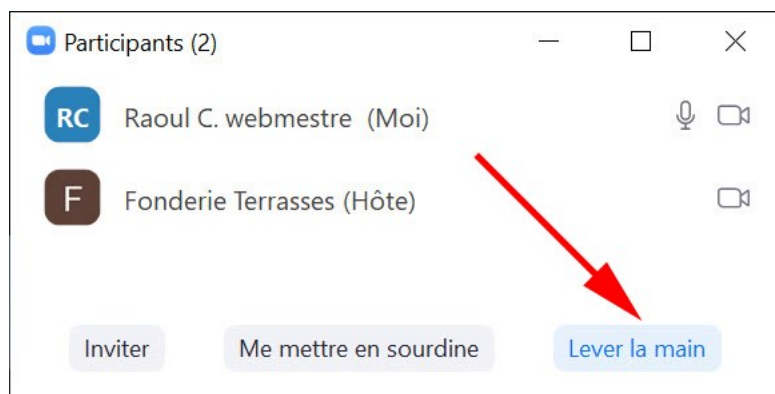 Participants (2)
RC Raoul C. webmestre (Moi)
F Fonderie Terrasses (Hôte)
Inviter Me mettre en sourdine Lever la main